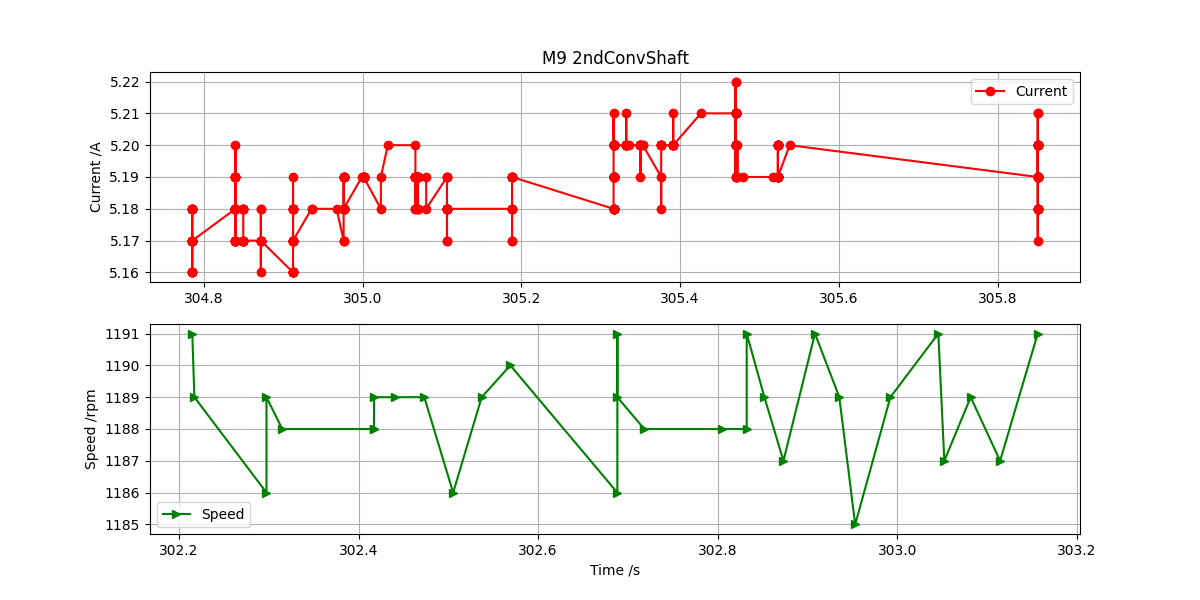 M9 2ndConvShaft
5.22
5.21
5.20
5.19
5.18
5.17
5.16
Current /A
Current
304.8 305.0 305.2 305.4 305.6 305.8
1191
1190
1189
1188
1187
1186
1185
Speed /rpm
Speed
302.2 302.4 302.6 302.8 303.0 303.2
Time /s